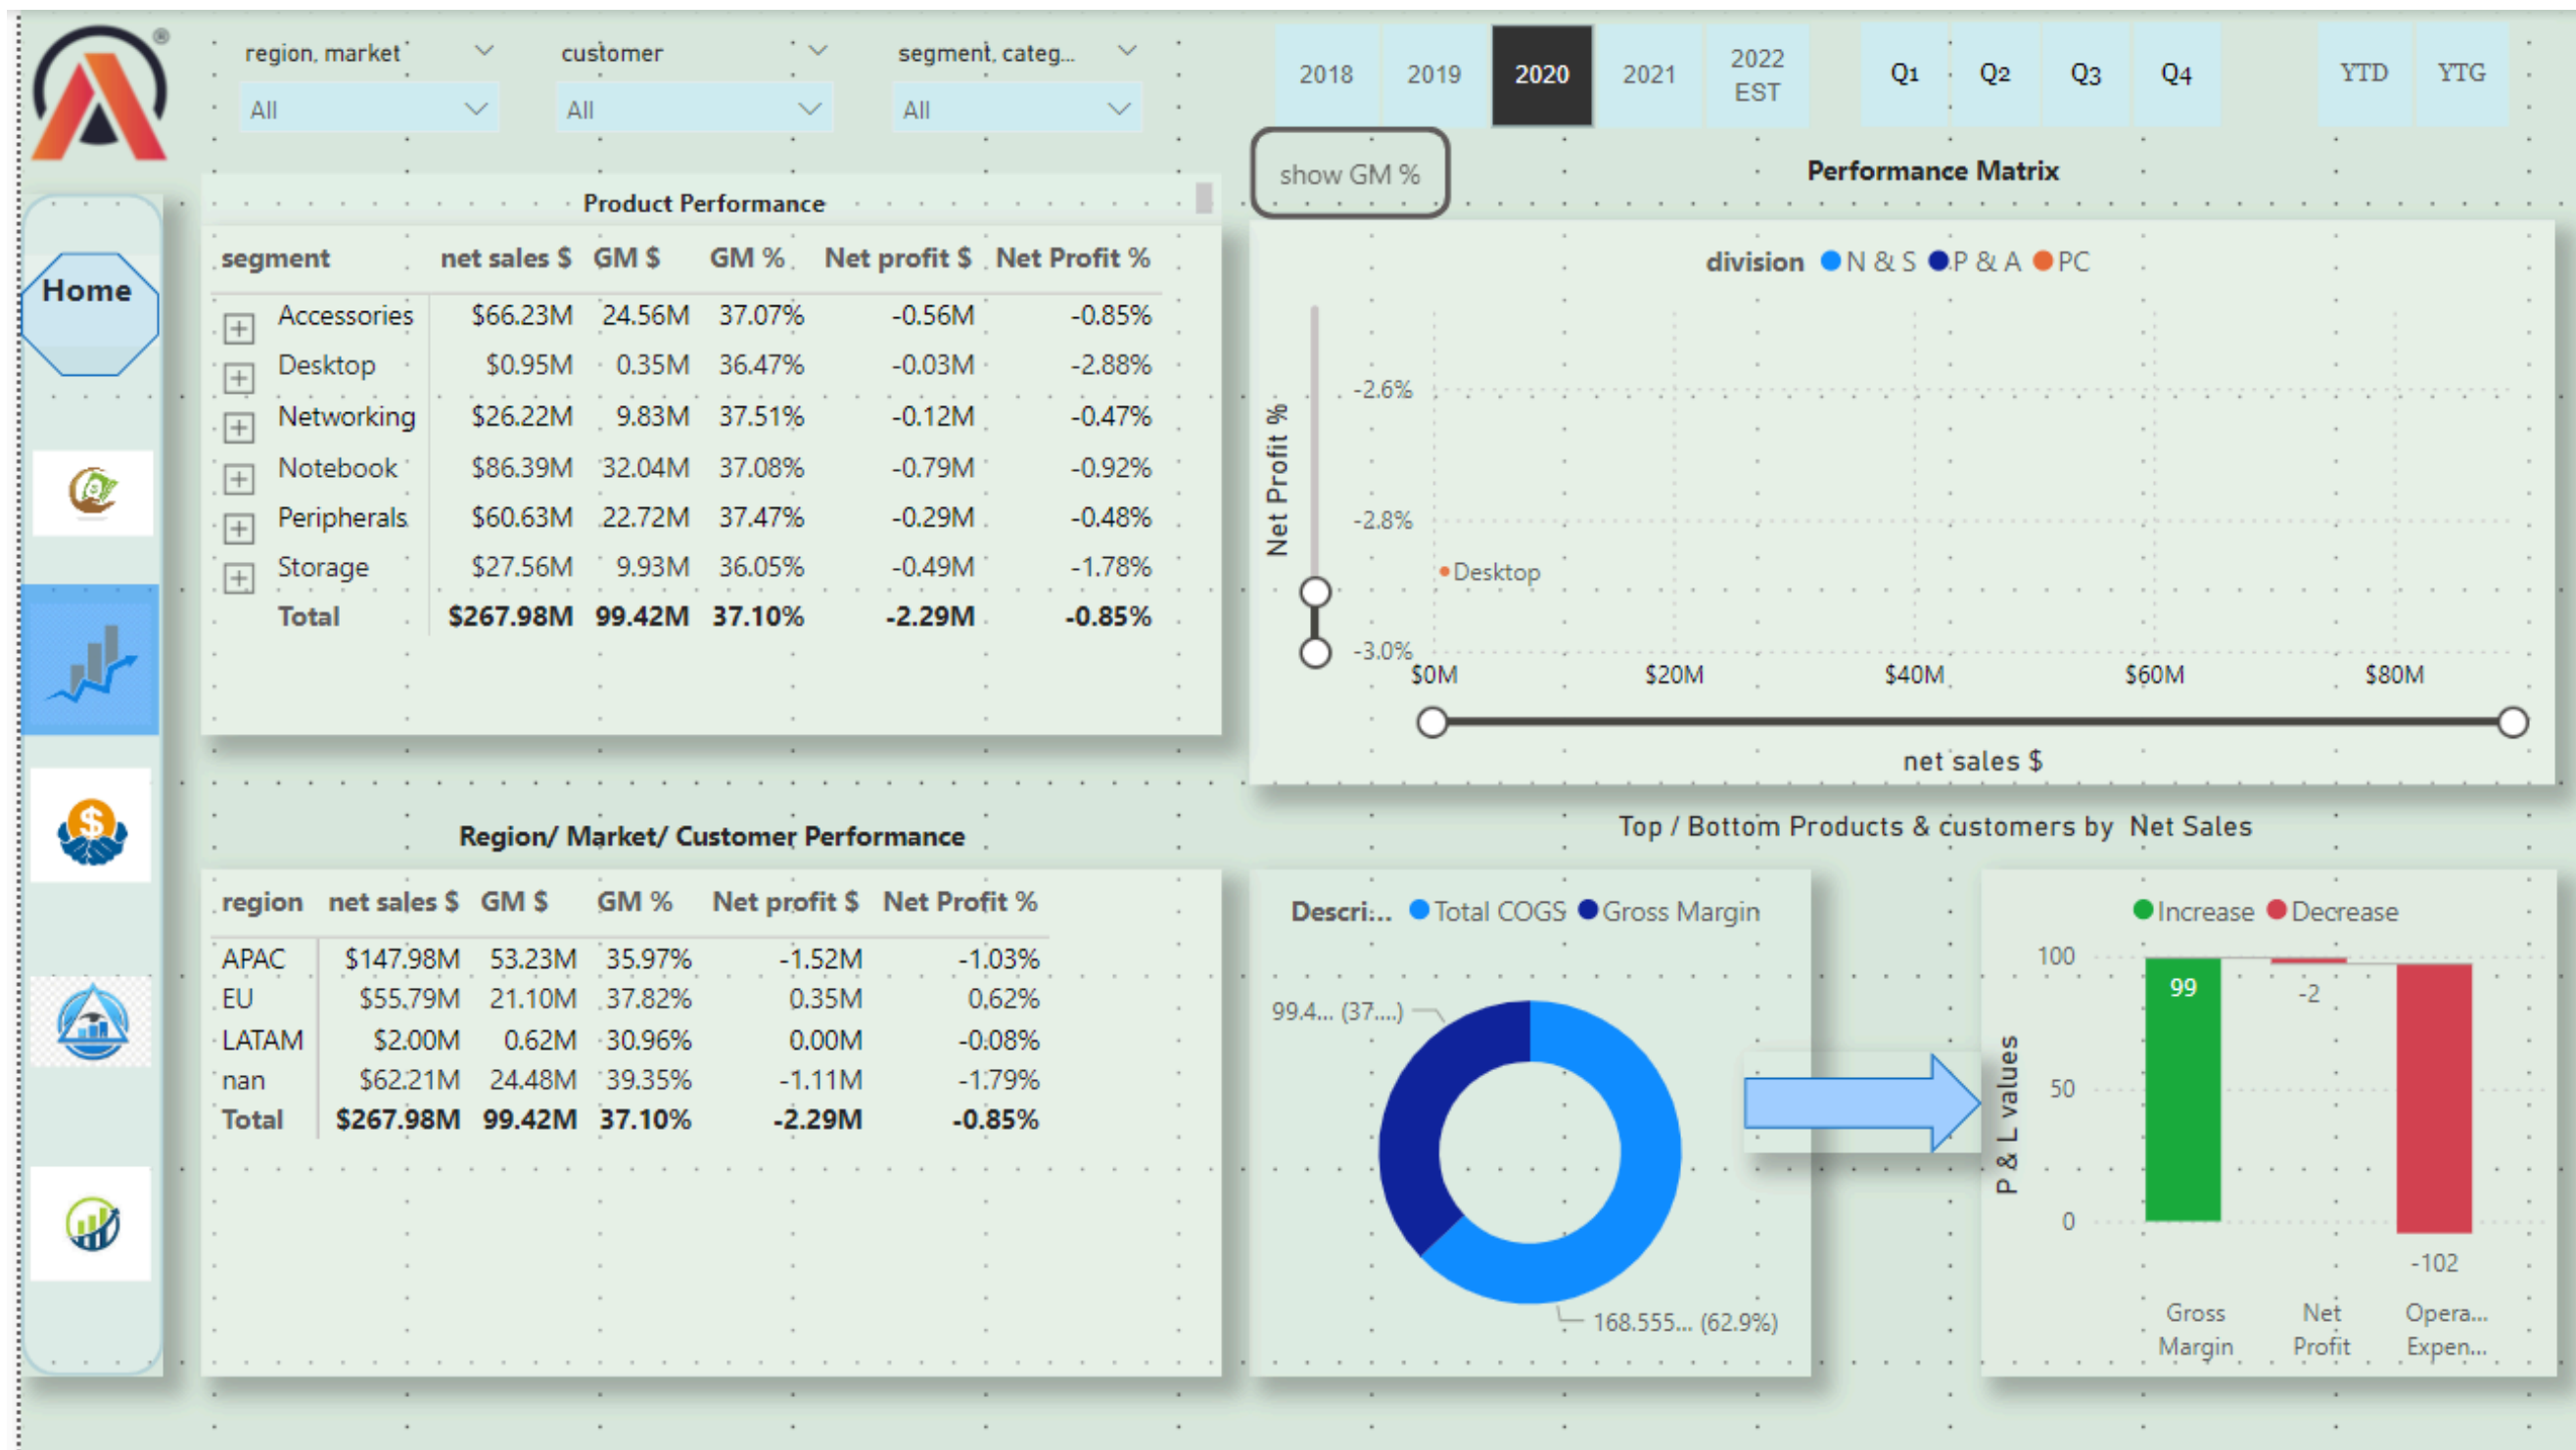 region, market
customer
segment, categ...
All
All
All
2018
2019
2020
2021
2022
EST
Q1
Q2
Q3
Q4
YTD
YTG
show GM %
Performance Matrix
Home
Product Performance
segment net sales $ GM $ GM % Net profit $ Net Profit %
Accessories $66.23M 24.56M 37.07% -0.56M -0.85%
Desktop $0.95M 0.35M 36.47% -0.03M -2.88%
Networking $26.22M 9.83M 37.51% -0.12M -0.47%
Notebook $86.39M 32.04M 37.08% -0.79M -0.92%
Peripherals $60.63M 22.72M 37.47% -0.29M -0.48%
Storage $27.56M 9.93M 36.05% -0.49M -1.78%
Total $267.98M 99.42M 37.10% -2.29M -0.85%
division N & S P & A PC
Net Profit %
-2.6%
-2.8%
Desktop
-3.0%
$0M $20M $40M $60M $80M
net sales $
Region/ Market/ Customer Performance
region net sales $ GM $ GM % Net profit $ Net Profit %
APAC $147.98M 53.23M 35.97% -1.52M -1.03%
EU $55.79M 21.10M 37.82% 0.35M 0.62%
LATAM $2.00M 0.62M 30.96% 0.00M -0.08%
nan $62.21M 24.48M 39.35% -1.11M -1.79%
Total $267.98M 99.42M 37.10% -2.29M -0.85%
Top / Bottom Products & customers by Net Sales
Descri... Total COGS Gross Margin
99.4... (37....)
168.555... (62.9%)
Increase Decrease
P & L values
100
50
0
99
-2
-102
Gross
Margin
Net
Profit
Opera...
Expen...